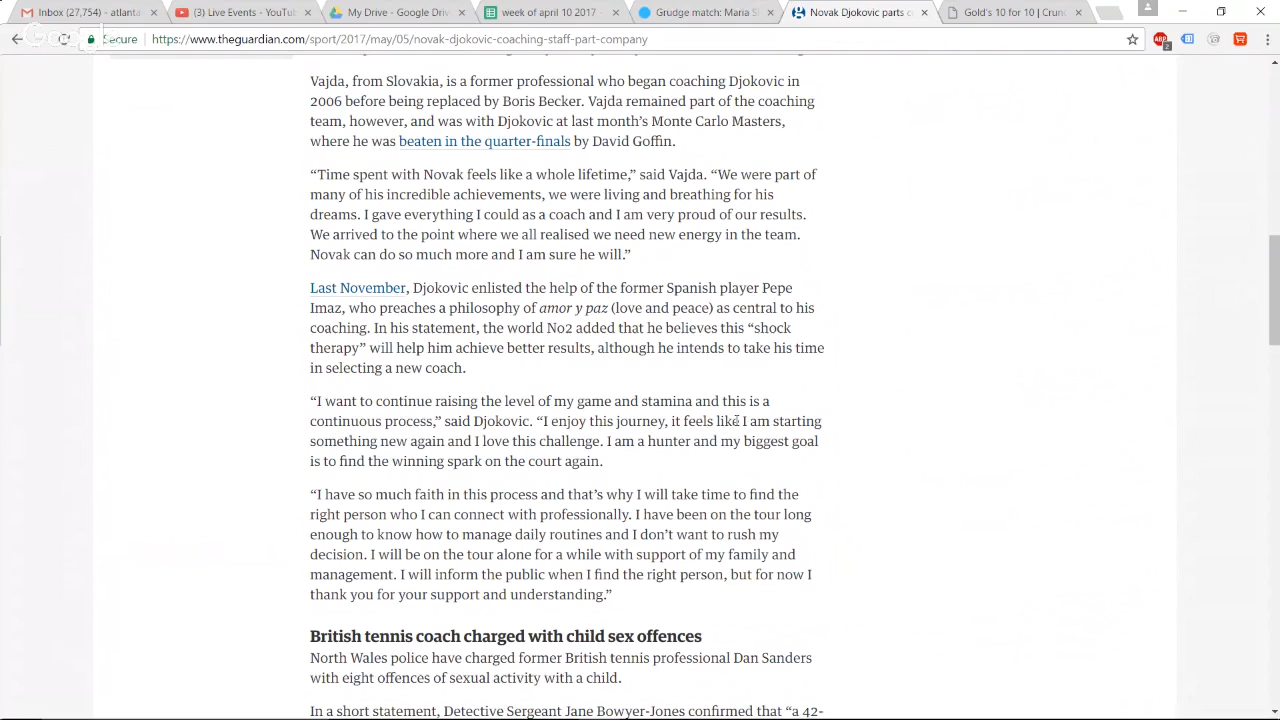 Inbox (27,754) - atlanta
(3) Live Events - YouTu
My Drive - Google Drive
week of april 10 2017 -
Grudge match: Maria S
Novak Djokovic parts c
Gold's 10 for 10 | Crun
Secure
https://www.theguardian.com/sport/2017/may/05/novak-djokovic-coaching-staff-part-company
ABP
2
Vajda, from Slovakia, is a former professional who began coaching Djokovic in
2006 before being replaced by Boris Becker. Vajda remained part of the coaching
team, however, and was with Djokovic at last month’s Monte Carlo Masters,
where he was beaten in the quarter-finals by David Goffin.
“Time spent with Novak feels like a whole lifetime,” said Vajda. “We were part of
many of his incredible achievements, we were living and breathing for his
dreams. I gave everything I could as a coach and I am very proud of our results.
We arrived to the point where we all realised we need new energy in the team.
Novak can do so much more and I am sure he will.”
Last November, Djokovic enlisted the help of the former Spanish player Pepe
Imaz, who preaches a philosophy of amor y paz (love and peace) as central to his
coaching. In his statement, the world No2 added that he believes this “shock
therapy” will help him achieve better results, although he intends to take his time
in selecting a new coach.
“I want to continue raising the level of my game and stamina and this is a
continuous process,” said Djokovic. “I enjoy this journey, it feels like I am starting
something new again and I love this challenge. I am a hunter and my biggest goal
is to find the winning spark on the court again.
“I have so much faith in this process and that’s why I will take time to find the
right person who I can connect with professionally. I have been on the tour long
enough to know how to manage daily routines and I don’t want to rush my
decision. I will be on the tour alone for a while with support of my family and
management. I will inform the public when I find the right person, but for now I
thank you for your support and understanding.”
British tennis coach charged with child sex offences
North Wales police have charged former British tennis professional Dan Sanders
with eight offences of sexual activity with a child.
In a short statement, Detective Sergeant Jane Bowyer-Jones confirmed that “a 42-